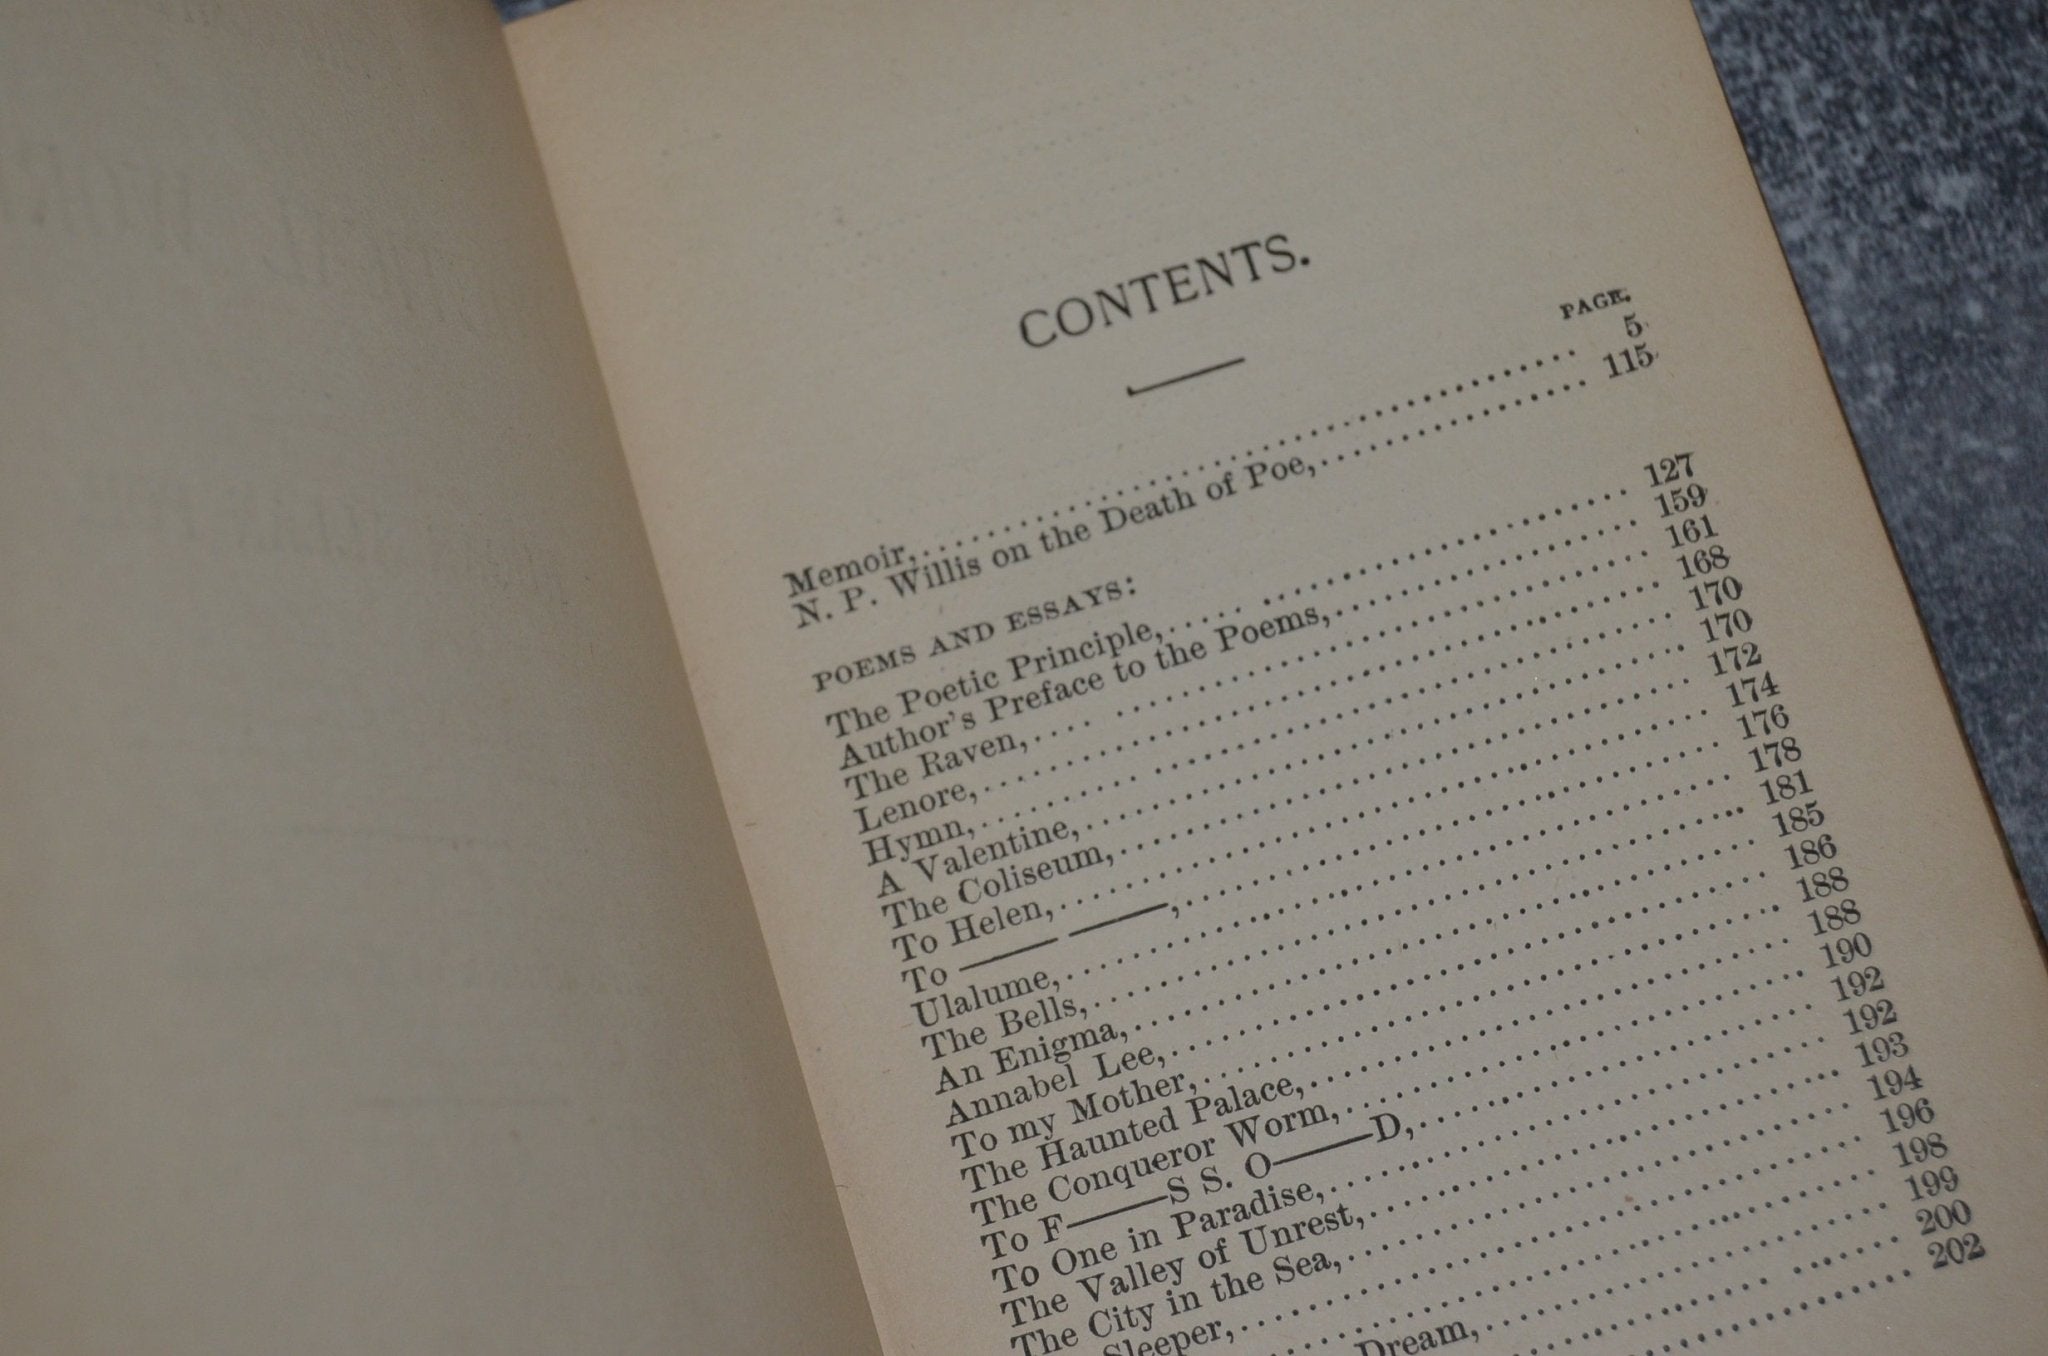 CONTENTS.
PAGE.
Memoir, 5
N. P. Willis on the Death of Poe, 115
POEMS AND ESSAYS:
The Poetic Principle, 127
Author's Preface to the Poems, 159
The Raven, 161
Lenore, 168
Hymn, 170
A Valentine, 170
The Coliseum, 172
To Helen, 174
To —— ——, 176
Ulalume, 178
The Bells, 181
An Enigma, 185
Annabel Lee, 186
To my Mother, 188
The Haunted Palace, 188
The Conqueror Worm, 190
To F——S S. O——D, 192
To One in Paradise, 192
The Valley of Unrest, 193
The City in the Sea, 194
Sleeper, 196
198
Dream, 199
200
202